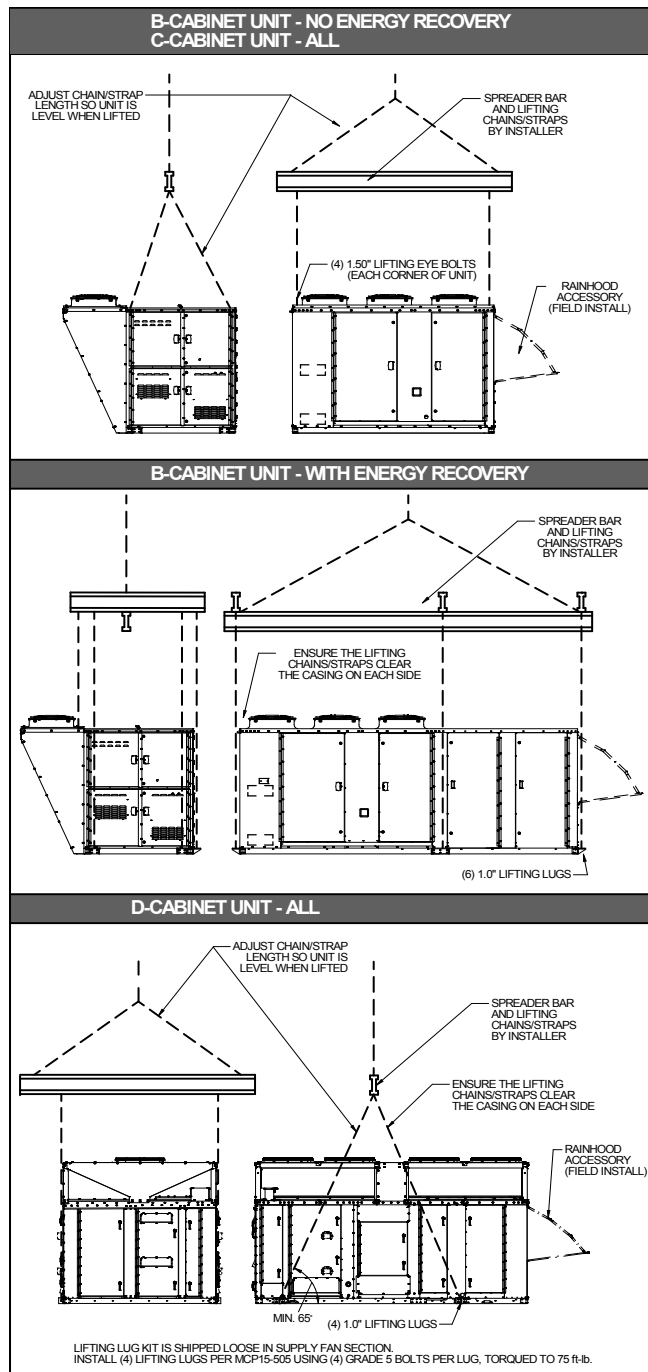 B-CABINET UNIT - NO ENERGY RECOVERY
C-CABINET UNIT - ALL
ADJUST CHAIN/STRAP
LENGTH SO UNIT IS
LEVEL WHEN LIFTED
SPREADER BAR
AND LIFTING
CHAINS/STRAPS
BY INSTALLER
(4) 1.50" LIFTING EYE BOLTS
(EACH CORNER OF UNIT)
RAINHOOD
ACCESSORY
(FIELD INSTALL)
B-CABINET UNIT - WITH ENERGY RECOVERY
SPREADER BAR
AND LIFTING
CHAINS/STRAPS
BY INSTALLER
ENSURE THE LIFTING
CHAINS/STRAPS CLEAR
THE CASING ON EACH SIDE
(6) 1.0" LIFTING LUGS
D-CABINET UNIT - ALL
ADJUST CHAIN/STRAP
LENGTH SO UNIT IS
LEVEL WHEN LIFTED
SPREADER BAR
AND LIFTING
CHAINS/STRAPS
BY INSTALLER
ENSURE THE LIFTING
CHAINS/STRAPS CLEAR
THE CASING ON EACH SIDE
RAINHOOD
ACCESSORY
(FIELD INSTALL)
MIN. 65°
(4) 1.0" LIFTING LUGS
LIFTING LUG KIT IS SHIPPED LOOSE IN SUPPLY FAN SECTION.
INSTALL (4) LIFTING LUGS PER MCP15-505 USING (4) GRADE 5 BOLTS PER LUG, TORQUED TO 75 ft-lb.